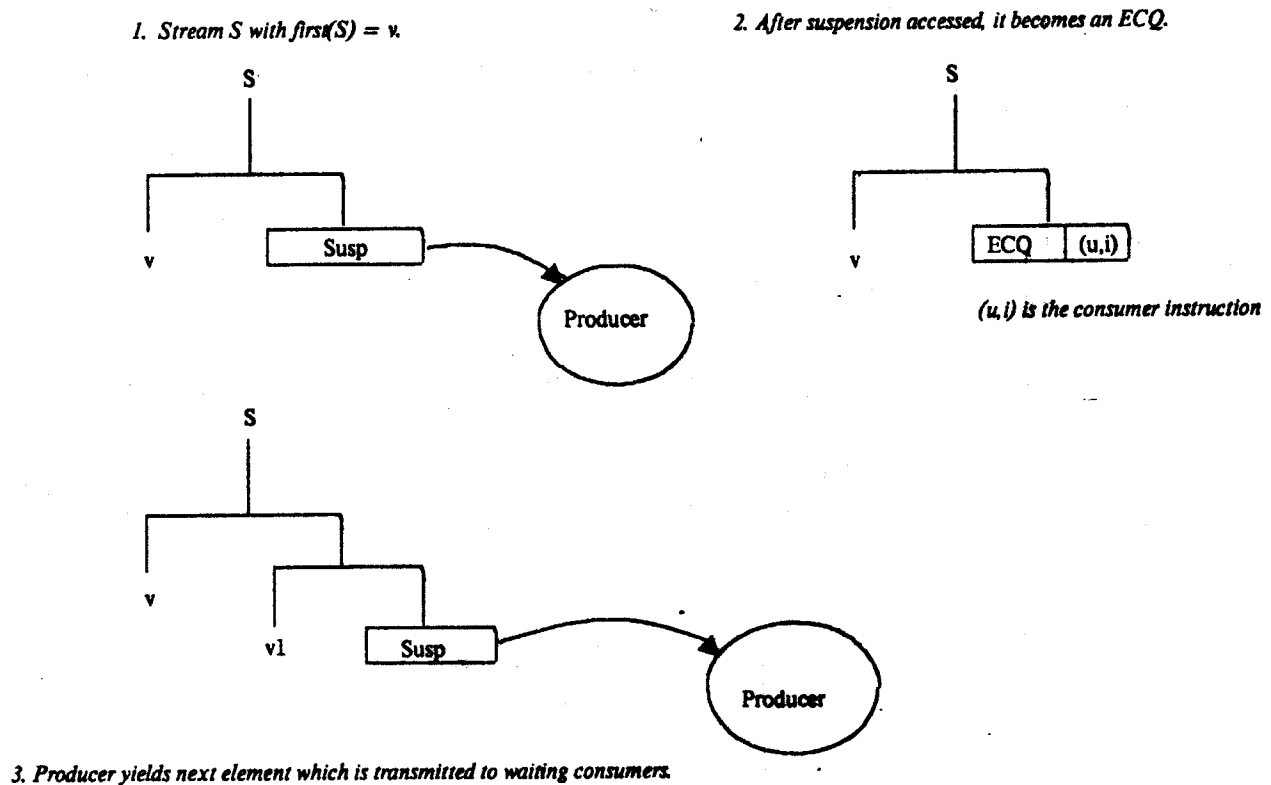 1. Stream S with first(S) = v.
2. After suspension accessed, it becomes an ECQ.
S
S
v
Susp
Producer
v
ECQ
(u,i)
(u,i) is the consumer instruction
S
v
v1
Susp
Producer
3. Producer yields next element which is transmitted to waiting consumers.